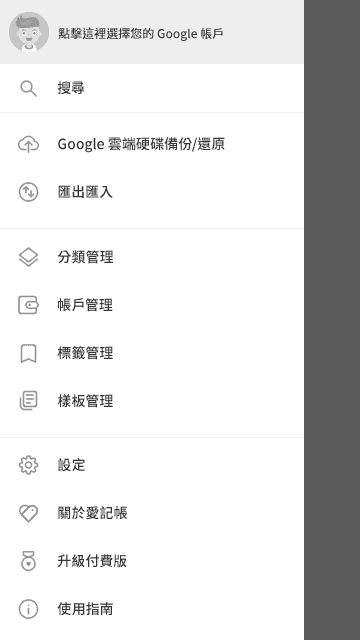 點擊這裡選擇您的 Google 帳戶
搜尋
Google 雲端硬碟備份/還原
匯出匯入
分類管理
帳戶管理
標籤管理
樣板管理
設定
關於愛記帳
升級付費版
使用指南